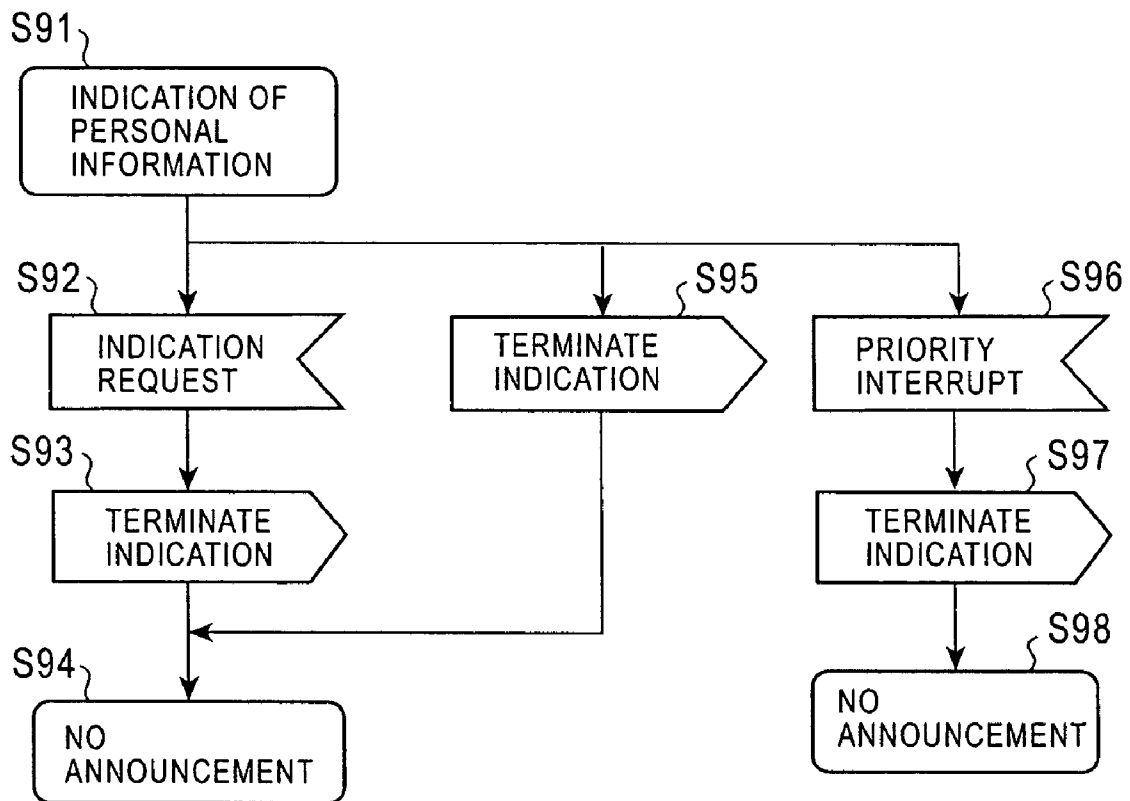 S91
INDICATION OF
PERSONAL
INFORMATION
S92
INDICATION
REQUEST
S95
TERMINATE
INDICATION
S96
PRIORITY
INTERRUPT
S93
TERMINATE
INDICATION
S97
TERMINATE
INDICATION
S94
NO
ANNOUNCEMENT
S98
NO
ANNOUNCEMENT